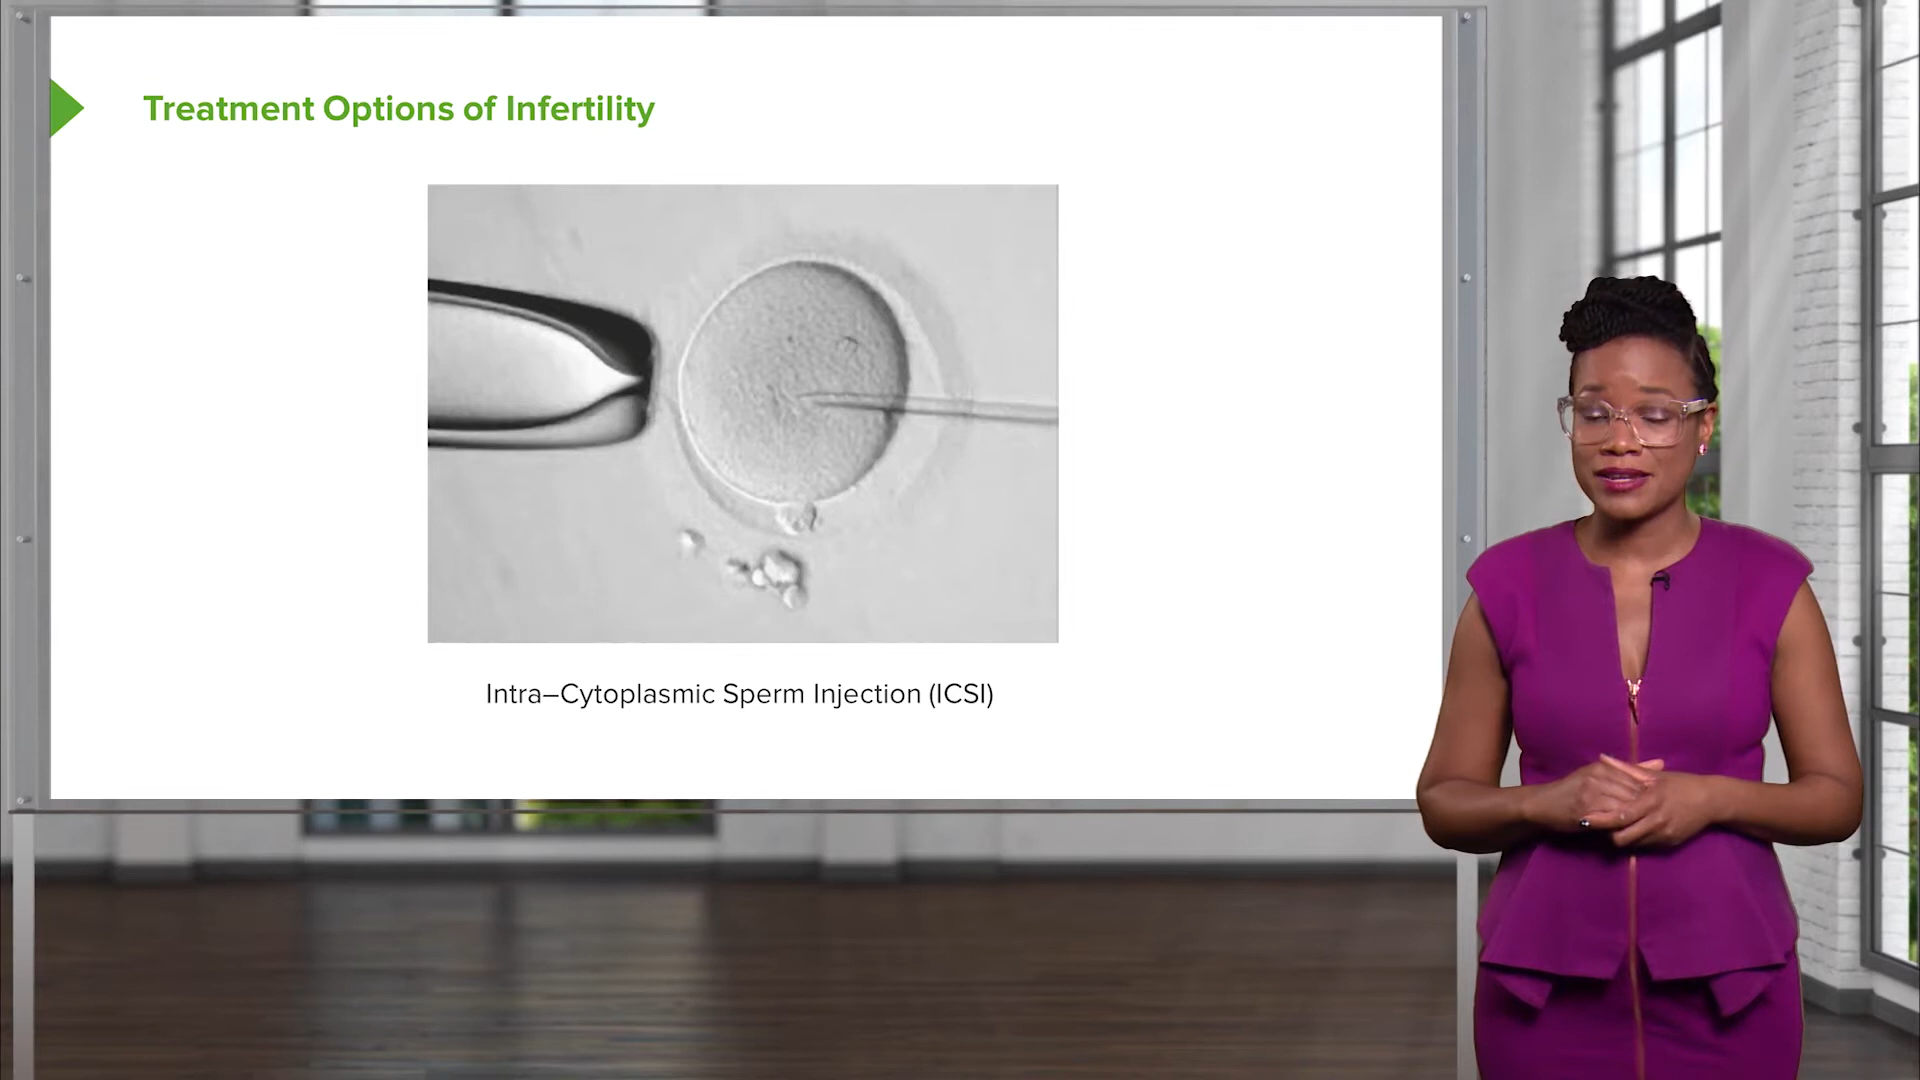 Treatment Options of Infertility
Intra–Cytoplasmic Sperm Injection (ICSI)